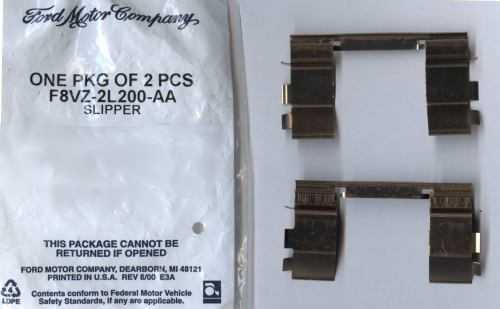 Ford Motor Company,
ONE PKG OF 2 PCS
F8VZ-2L200-AA
SLIPPER
THIS PACKAGE CANNOT BE
RETURNED IF OPENED
FORD MOTOR COMPANY, DEARBORN, MI 48121
PRINTED IN U.S.A. REV 6/00 E3A
4
LDPE
Contents conform to Federal Motor Vehicle
Safety Standards, if any are applicable.